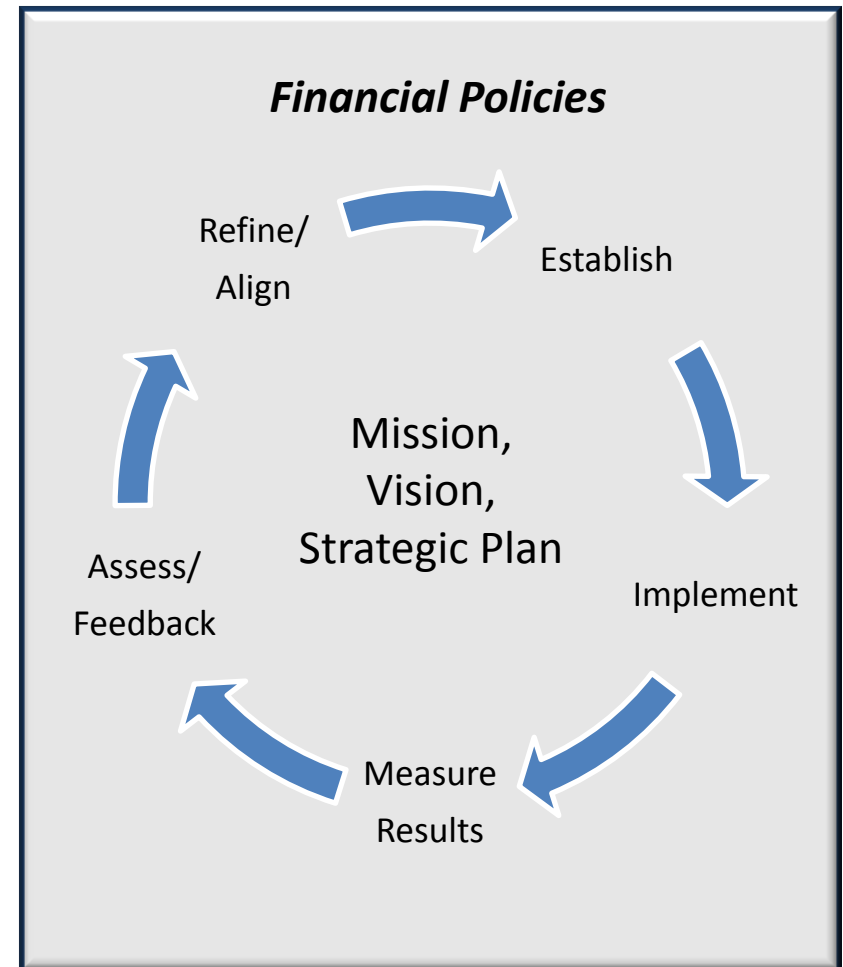 Financial Policies
Refine/
Align
Establish
Mission,
Vision,
Strategic Plan
Assess/
Feedback
Implement
Measure
Results